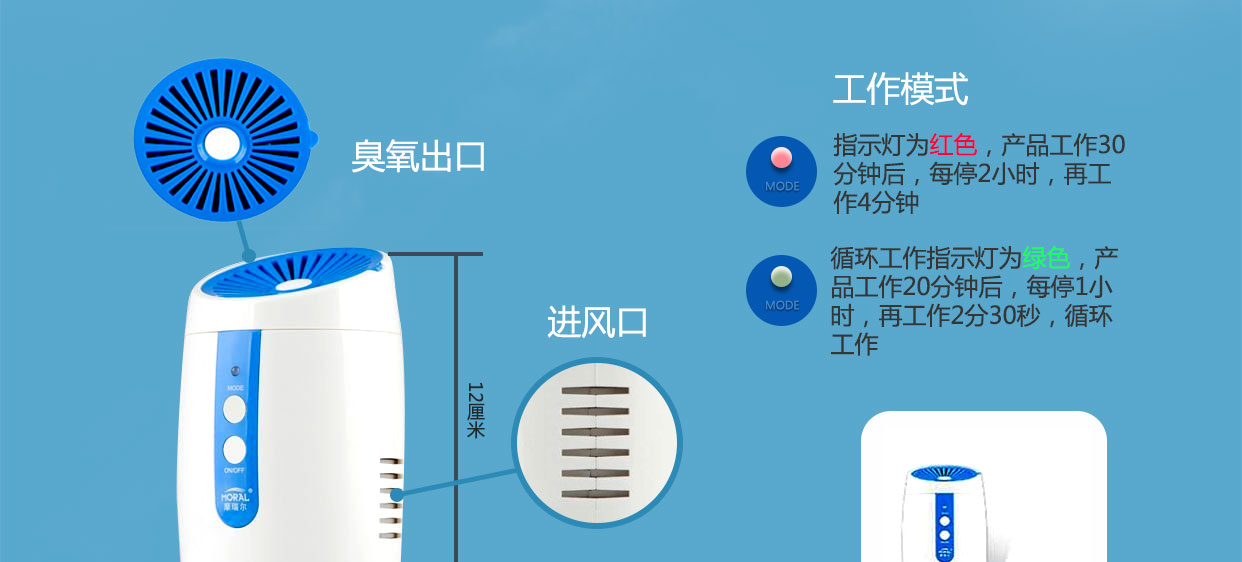 臭氧出口
工作模式
MODE
指示灯为红色，产品工作30
分钟后，每停2小时，再工
作4分钟
MODE
循环工作指示灯为绿色，产
品工作20分钟后，每停1小
时，再工作2分30秒，循环
工作
进风口
12厘米
MODE
ON/OFF
MORAL®
摩瑞尔